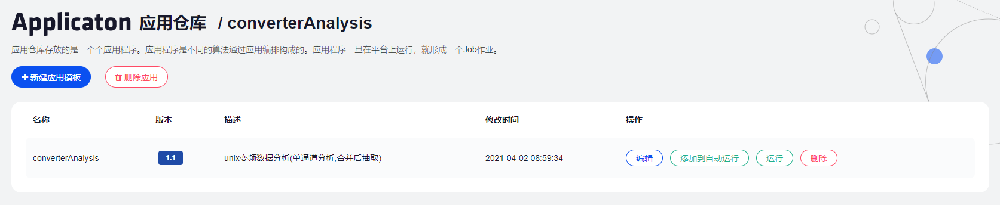 Applicaton 应用仓库 / converterAnalysis
应用仓库存放的是一个个应用程序。应用程序是不同的算法通过应用编排构成的。应用程序一旦在平台上运行，就形成一个Job作业。
新建应用模板 删除应用
名称 版本 描述 修改时间 操作
converterAnalysis 1.1 unix变频数据分析(单通道分析,合并后抽取) 2021-04-02 08:59:34 编辑 添加到自动运行 运行 删除